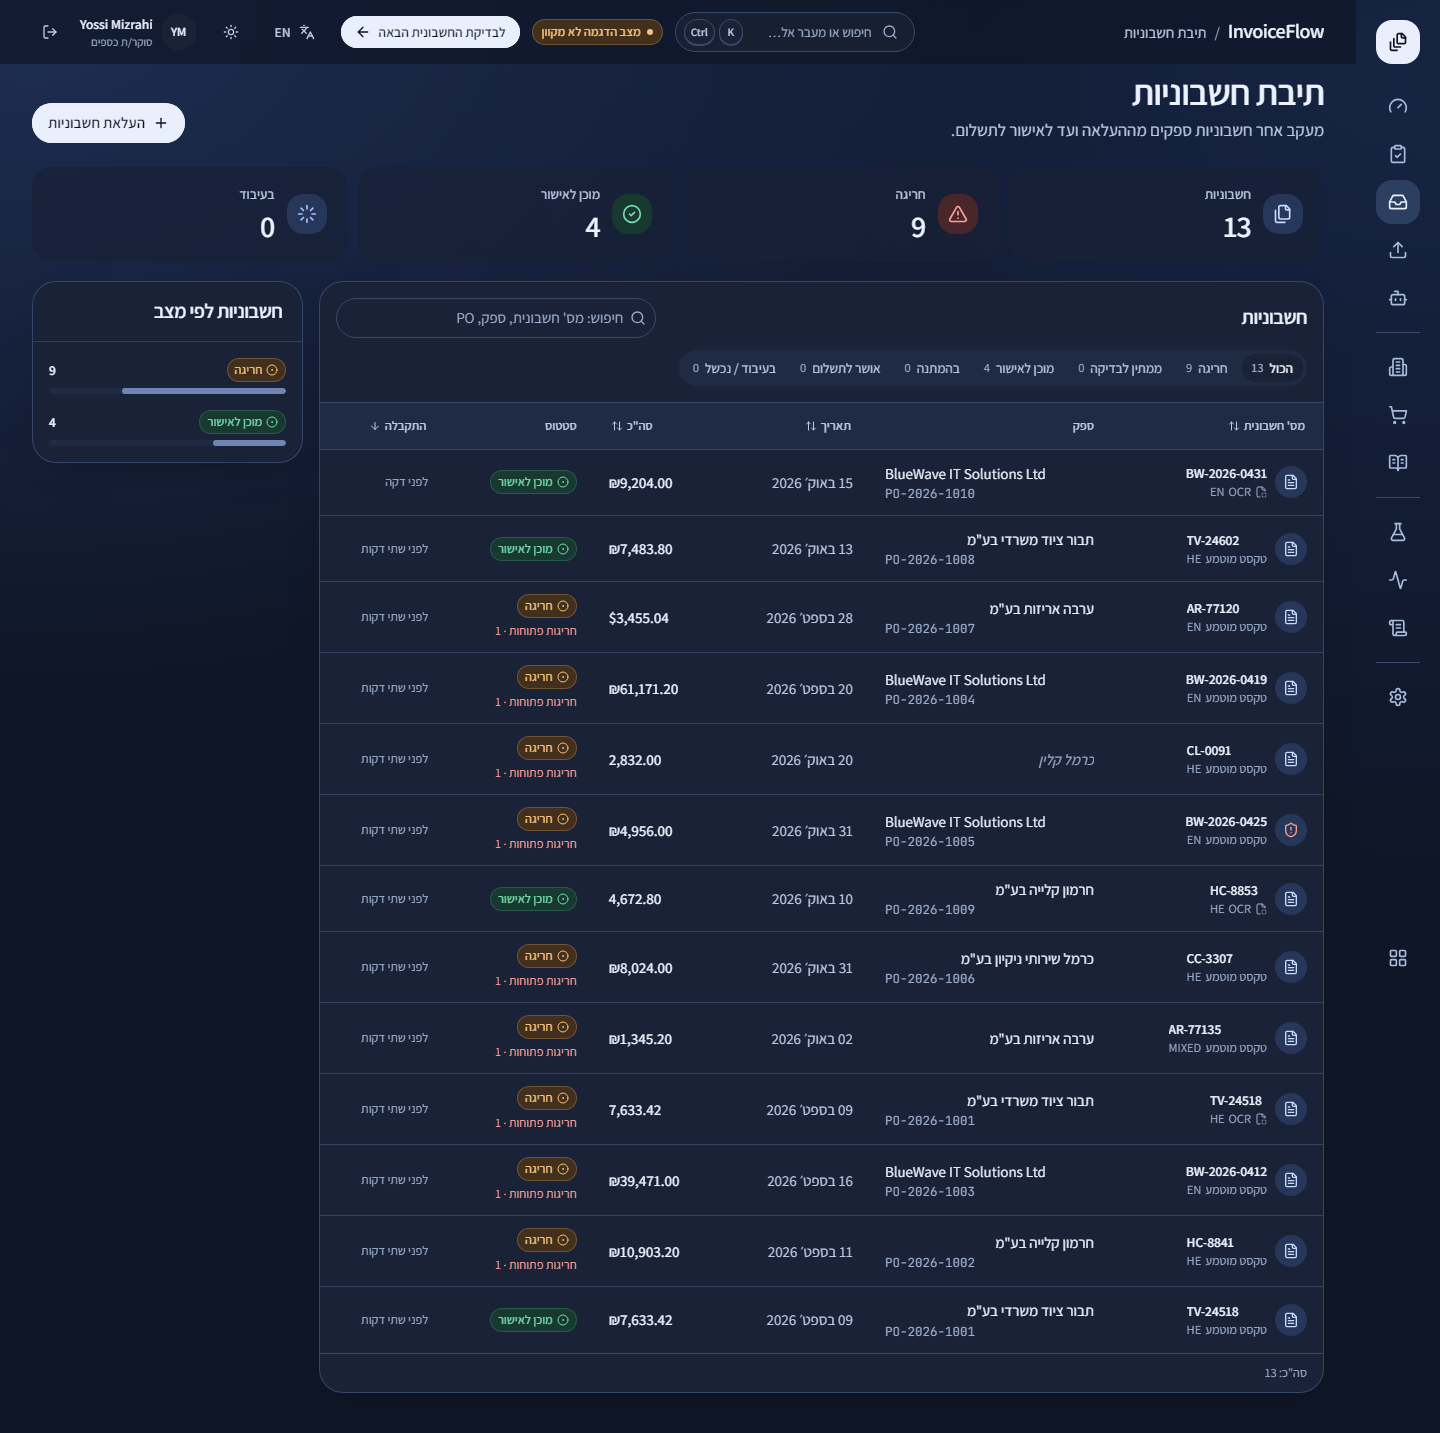 InvoiceFlow / תיבת חשבוניות
חיפוש או מעבר אל... Ctrl K
מצב הדגמה לא מקוון
לבדיקת החשבונית הבאה
EN
YM
Yossi Mizrahi
סוקר/ת כספים
תיבת חשבוניות
מעקב אחר חשבוניות ספקים מההעלאה ועד לאישור לתשלום.
העלאת חשבוניות
חשבוניות
13
חריגה
9
מוכן לאישור
4
בעיבוד
0
חשבוניות
חיפוש: מס' חשבונית, ספק, PO
הכול 13 חריגה 9 ממתין לבדיקה 0 מוכן לאישור 4 בהמתנה 0 אושר לתשלום 0 בעיבוד / נכשל 0
מס' חשבונית ספק תאריך סה"כ סטטוס התקבלה
BW-2026-0431 BlueWave IT Solutions Ltd 15 באוק׳ 2026 ₪9,204.00 מוכן לאישור לפני דקה
EN OCR PO-2026-1010
TV-24602 תבור ציוד משרדי בע"מ 13 באוק׳ 2026 ₪7,483.80 מוכן לאישור לפני שתי דקות
טקסט מוטמע HE PO-2026-1008
AR-77120 ערבה אריזות בע"מ 28 בספט׳ 2026 $3,455.04 חריגה לפני שתי דקות
טקסט מוטמע EN PO-2026-1007 חריגות פתוחות · 1
BW-2026-0419 BlueWave IT Solutions Ltd 20 בספט׳ 2026 ₪61,171.20 חריגה לפני שתי דקות
טקסט מוטמע EN PO-2026-1004 חריגות פתוחות · 1
CL-0091 כרמל קלין 20 באוק׳ 2026 2,832.00 חריגה לפני שתי דקות
טקסט מוטמע HE חריגות פתוחות · 1
BW-2026-0425 BlueWave IT Solutions Ltd 31 באוק׳ 2026 ₪4,956.00 חריגה לפני שתי דקות
טקסט מוטמע EN PO-2026-1005 חריגות פתוחות · 1
HC-8853 חרמון קלייה בע"מ 10 באוק׳ 2026 4,672.80 מוכן לאישור לפני שתי דקות
HE OCR PO-2026-1009
CC-3307 כרמל שירותי ניקיון בע"מ 31 באוק׳ 2026 ₪8,024.00 חריגה לפני שתי דקות
טקסט מוטמע HE PO-2026-1006 חריגות פתוחות · 1
AR-77135 ערבה אריזות בע"מ 02 באוק׳ 2026 ₪1,345.20 חריגה לפני שתי דקות
טקסט מוטמע MIXED חריגות פתוחות · 1
TV-24518 תבור ציוד משרדי בע"מ 09 בספט׳ 2026 7,633.42 חריגה לפני שתי דקות
HE OCR PO-2026-1001 חריגות פתוחות · 1
BW-2026-0412 BlueWave IT Solutions Ltd 16 בספט׳ 2026 ₪39,471.00 חריגה לפני שתי דקות
טקסט מוטמע EN PO-2026-1003 חריגות פתוחות · 1
HC-8841 חרמון קלייה בע"מ 11 בספט׳ 2026 ₪10,903.20 חריגה לפני שתי דקות
טקסט מוטמע HE PO-2026-1002 חריגות פתוחות · 1
TV-24518 תבור ציוד משרדי בע"מ 09 בספט׳ 2026 ₪7,633.42 מוכן לאישור לפני שתי דקות
טקסט מוטמע HE PO-2026-1001
סה"כ: 13
חשבוניות לפי מצב
חריגה 9
מוכן לאישור 4